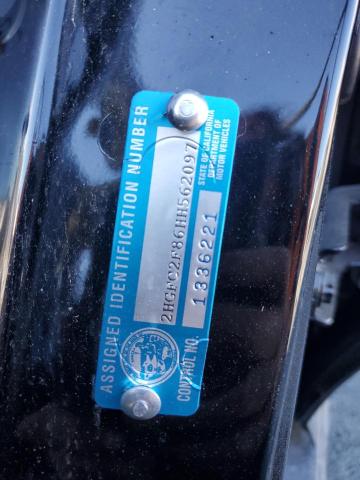 ASSIGNED IDENTIFICATION NUMBER
2HGFC2F86HH562097
STATE OF CALIFORNIA
DEPARTMENT OF
MOTOR VEHICLES
CONTROL NO. 1336221